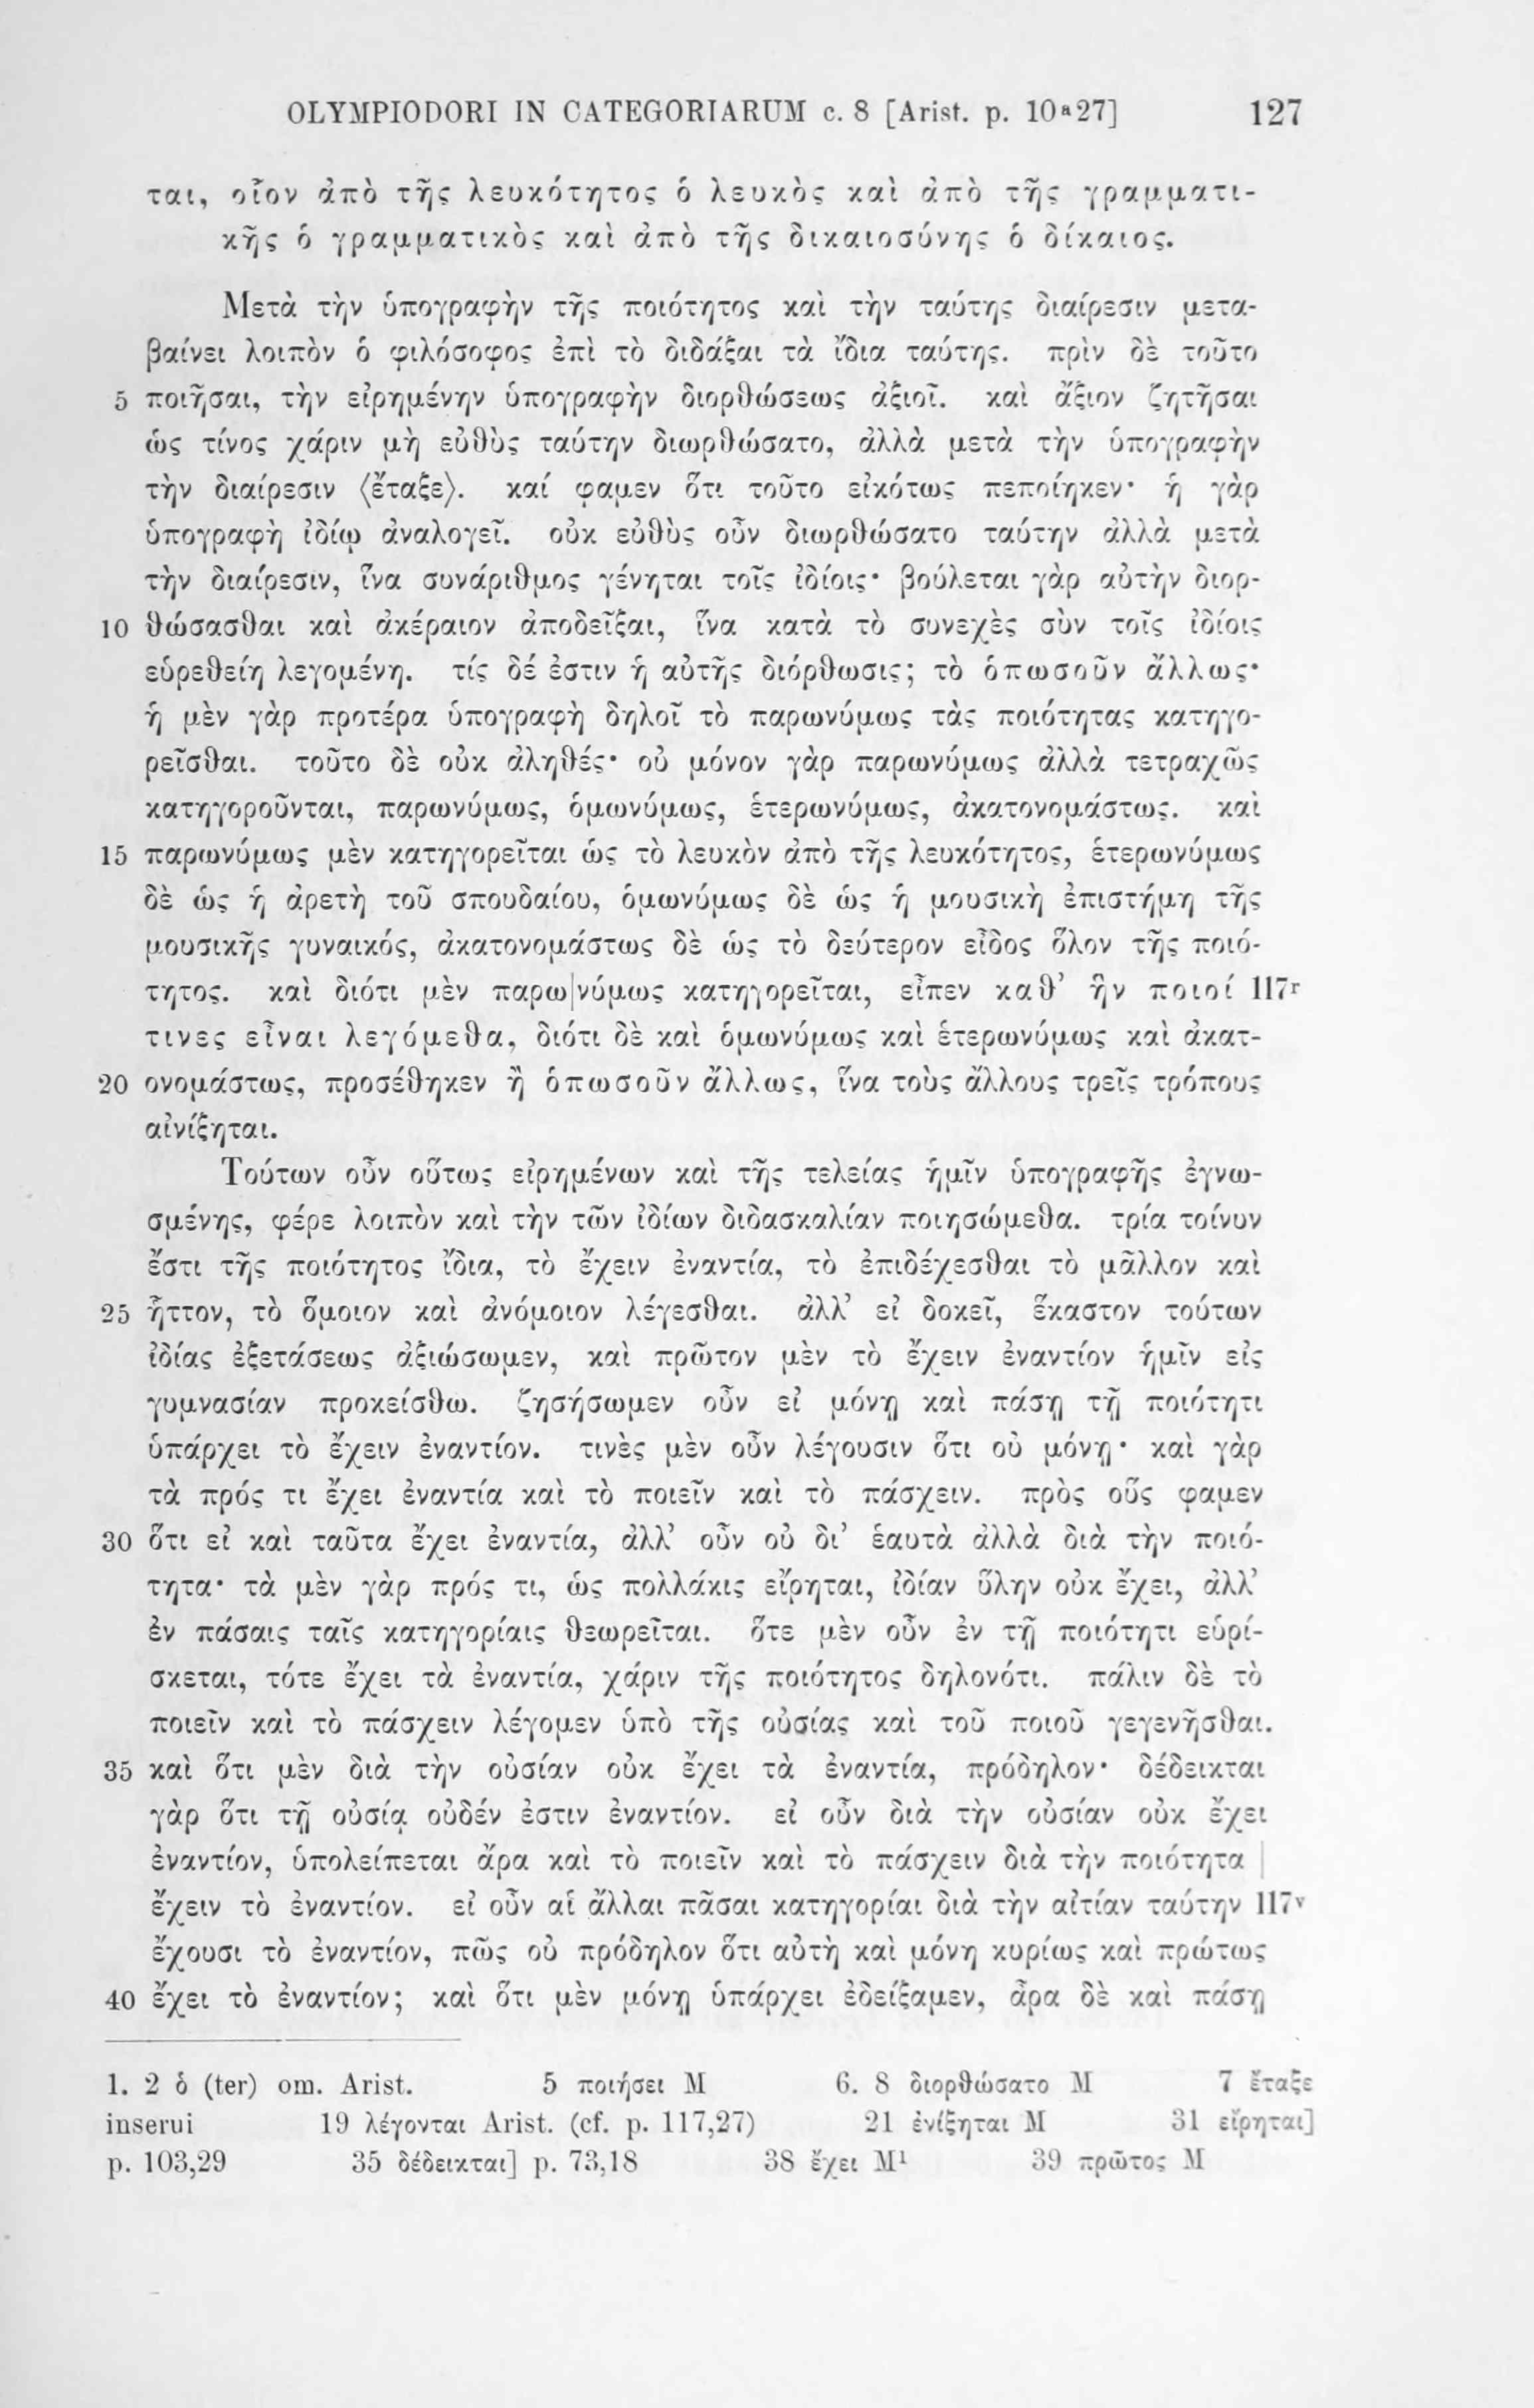 OLYMPIODORI IN CATEGORIARUM c. 8 [Arist. p. 10ᵃ27] 127
ται, οἷον ἀπὸ τῆς λευκότητος ὁ λευκὸς καὶ ἀπὸ τῆς γραμματι-
κῆς ὁ γραμματικὸς καὶ ἀπὸ τῆς δικαιοσύνης ὁ δίκαιος.
Μετὰ τὴν ὑπογραφὴν τῆς ποιότητος καὶ τὴν ταύτης διαίρεσιν μετα-
βαίνει λοιπὸν ὁ φιλόσοφος ἐπὶ τὸ διδάξαι τὰ ἴδια ταύτης. πρὶν δὲ τοῦτο
5 ποιῆσαι, τὴν εἰρημένην ὑπογραφὴν διορθώσεως ἀξιοῖ. καὶ ἄξιον ζητῆσαι
ὡς τίνος χάριν μὴ εὐθὺς ταύτην διωρθώσατο, ἀλλὰ μετὰ τὴν ὑπογραφὴν
τὴν διαίρεσιν ⟨ἔταξε⟩. καί φαμεν ὅτι τοῦτο εἰκότως πεποίηκεν· ἡ γὰρ
ὑπογραφὴ ἰδίῳ ἀναλογεῖ. οὐκ εὐθὺς οὖν διωρθώσατο ταύτην ἀλλὰ μετὰ
τὴν διαίρεσιν, ἵνα συνάριθμος γένηται τοῖς ἰδίοις· βούλεται γὰρ αὐτὴν διορ-
10 θώσασθαι καὶ ἀκέραιον ἀποδεῖξαι, ἵνα κατὰ τὸ συνεχὲς σὺν τοῖς ἰδίοις
εὑρεθείη λεγομένη. τίς δέ ἐστιν ἡ αὐτῆς διόρθωσις; τὸ ὁπωσοῦν ἄλλως·
ἡ μὲν γὰρ προτέρα ὑπογραφὴ δηλοῖ τὸ παρωνύμως τὰς ποιότητας κατηγο-
ρεῖσθαι. τοῦτο δὲ οὐκ ἀληθές· οὐ μόνον γὰρ παρωνύμως ἀλλὰ τετραχῶς
κατηγοροῦνται, παρωνύμως, ὁμωνύμως, ἑτερωνύμως, ἀκατονομάστως. καὶ
15 παρωνύμως μὲν κατηγορεῖται ὡς τὸ λευκὸν ἀπὸ τῆς λευκότητος, ἑτερωνύμως
δὲ ὡς ἡ ἀρετὴ τοῦ σπουδαίου, ὁμωνύμως δὲ ὡς ἡ μουσικὴ ἐπιστήμη τῆς
μουσικῆς γυναικός, ἀκατονομάστως δὲ ὡς τὸ δεύτερον εἶδος ὅλον τῆς ποιό-
τητος. καὶ διότι μὲν παρω|νύμως κατηγορεῖται, εἶπεν καθ’ ἣν ποιοί 117ʳ
τινες εἶναι λεγόμεθα, διότι δὲ καὶ ὁμωνύμως καὶ ἑτερωνύμως καὶ ἀκατ-
20 ονομάστως, προσέθηκεν ἢ ὁπωσοῦν ἄλλως, ἵνα τοὺς ἄλλους τρεῖς τρόπους
αἰνίξηται.
Τούτων οὖν οὕτως εἰρημένων καὶ τῆς τελείας ἡμῖν ὑπογραφῆς ἐγνω-
σμένης, φέρε λοιπὸν καὶ τὴν τῶν ἰδίων διδασκαλίαν ποιησώμεθα. τρία τοίνυν
ἔστι τῆς ποιότητος ἴδια, τὸ ἔχειν ἐναντία, τὸ ἐπιδέχεσθαι τὸ μᾶλλον καὶ
25 ἧττον, τὸ ὅμοιον καὶ ἀνόμοιον λέγεσθαι. ἀλλ’ εἰ δοκεῖ, ἕκαστον τούτων
ἰδίας ἐξετάσεως ἀξιώσωμεν, καὶ πρῶτον μὲν τὸ ἔχειν ἐναντίον ἡμῖν εἰς
γυμνασίαν προκείσθω. ζησήσωμεν οὖν εἰ μόνῃ καὶ πάσῃ τῇ ποιότητι
ὑπάρχει τὸ ἔχειν ἐναντίον. τινὲς μὲν οὖν λέγουσιν ὅτι οὐ μόνῃ· καὶ γὰρ
τὰ πρός τι ἔχει ἐναντία καὶ τὸ ποιεῖν καὶ τὸ πάσχειν. πρὸς οὕς φαμεν
30 ὅτι εἰ καὶ ταῦτα ἔχει ἐναντία, ἀλλ’ οὖν οὐ δι’ ἑαυτὰ ἀλλὰ διὰ τὴν ποιό-
τητα· τὰ μὲν γὰρ πρός τι, ὡς πολλάκις εἴρηται, ἰδίαν ὕλην οὐκ ἔχει, ἀλλ’
ἐν πάσαις ταῖς κατηγορίαις θεωρεῖται. ὅτε μὲν οὖν ἐν τῇ ποιότητι εὑρί-
σκεται, τότε ἔχει τὰ ἐναντία, χάριν τῆς ποιότητος δηλονότι. πάλιν δὲ τὸ
ποιεῖν καὶ τὸ πάσχειν λέγομεν ὑπὸ τῆς οὐσίας καὶ τοῦ ποιοῦ γεγενῆσθαι.
35 καὶ ὅτι μὲν διὰ τὴν οὐσίαν οὐκ ἔχει τὰ ἐναντία, πρόδηλον· δέδεικται
γὰρ ὅτι τῇ οὐσίᾳ οὐδέν ἐστιν ἐναντίον. εἰ οὖν διὰ τὴν οὐσίαν οὐκ ἔχει
ἐναντίον, ὑπολείπεται ἄρα καὶ τὸ ποιεῖν καὶ τὸ πάσχειν διὰ τὴν ποιότητα |
ἔχειν τὸ ἐναντίον. εἰ οὖν αἱ ἄλλαι πᾶσαι κατηγορίαι διὰ τὴν αἰτίαν ταύτην 117ᵛ
ἔχουσι τὸ ἐναντίον, πῶς οὐ πρόδηλον ὅτι αὐτὴ καὶ μόνη κυρίως καὶ πρώτως
40 ἔχει τὸ ἐναντίον; καὶ ὅτι μὲν μόνῃ ὑπάρχει ἐδείξαμεν, ἆρα δὲ καὶ πάσῃ
1. 2 ὁ (ter) om. Arist. 5 ποιήσει M 6. 8 διορθώσατο M 7 ἔταξε
inserui 19 λέγονται Arist. (cf. p. 117,27) 21 ἐνίξηται M 31 εἴρηται]
p. 103,29 35 δέδεικται] p. 73,18 38 ἔχει M¹ 39 πρῶτος M